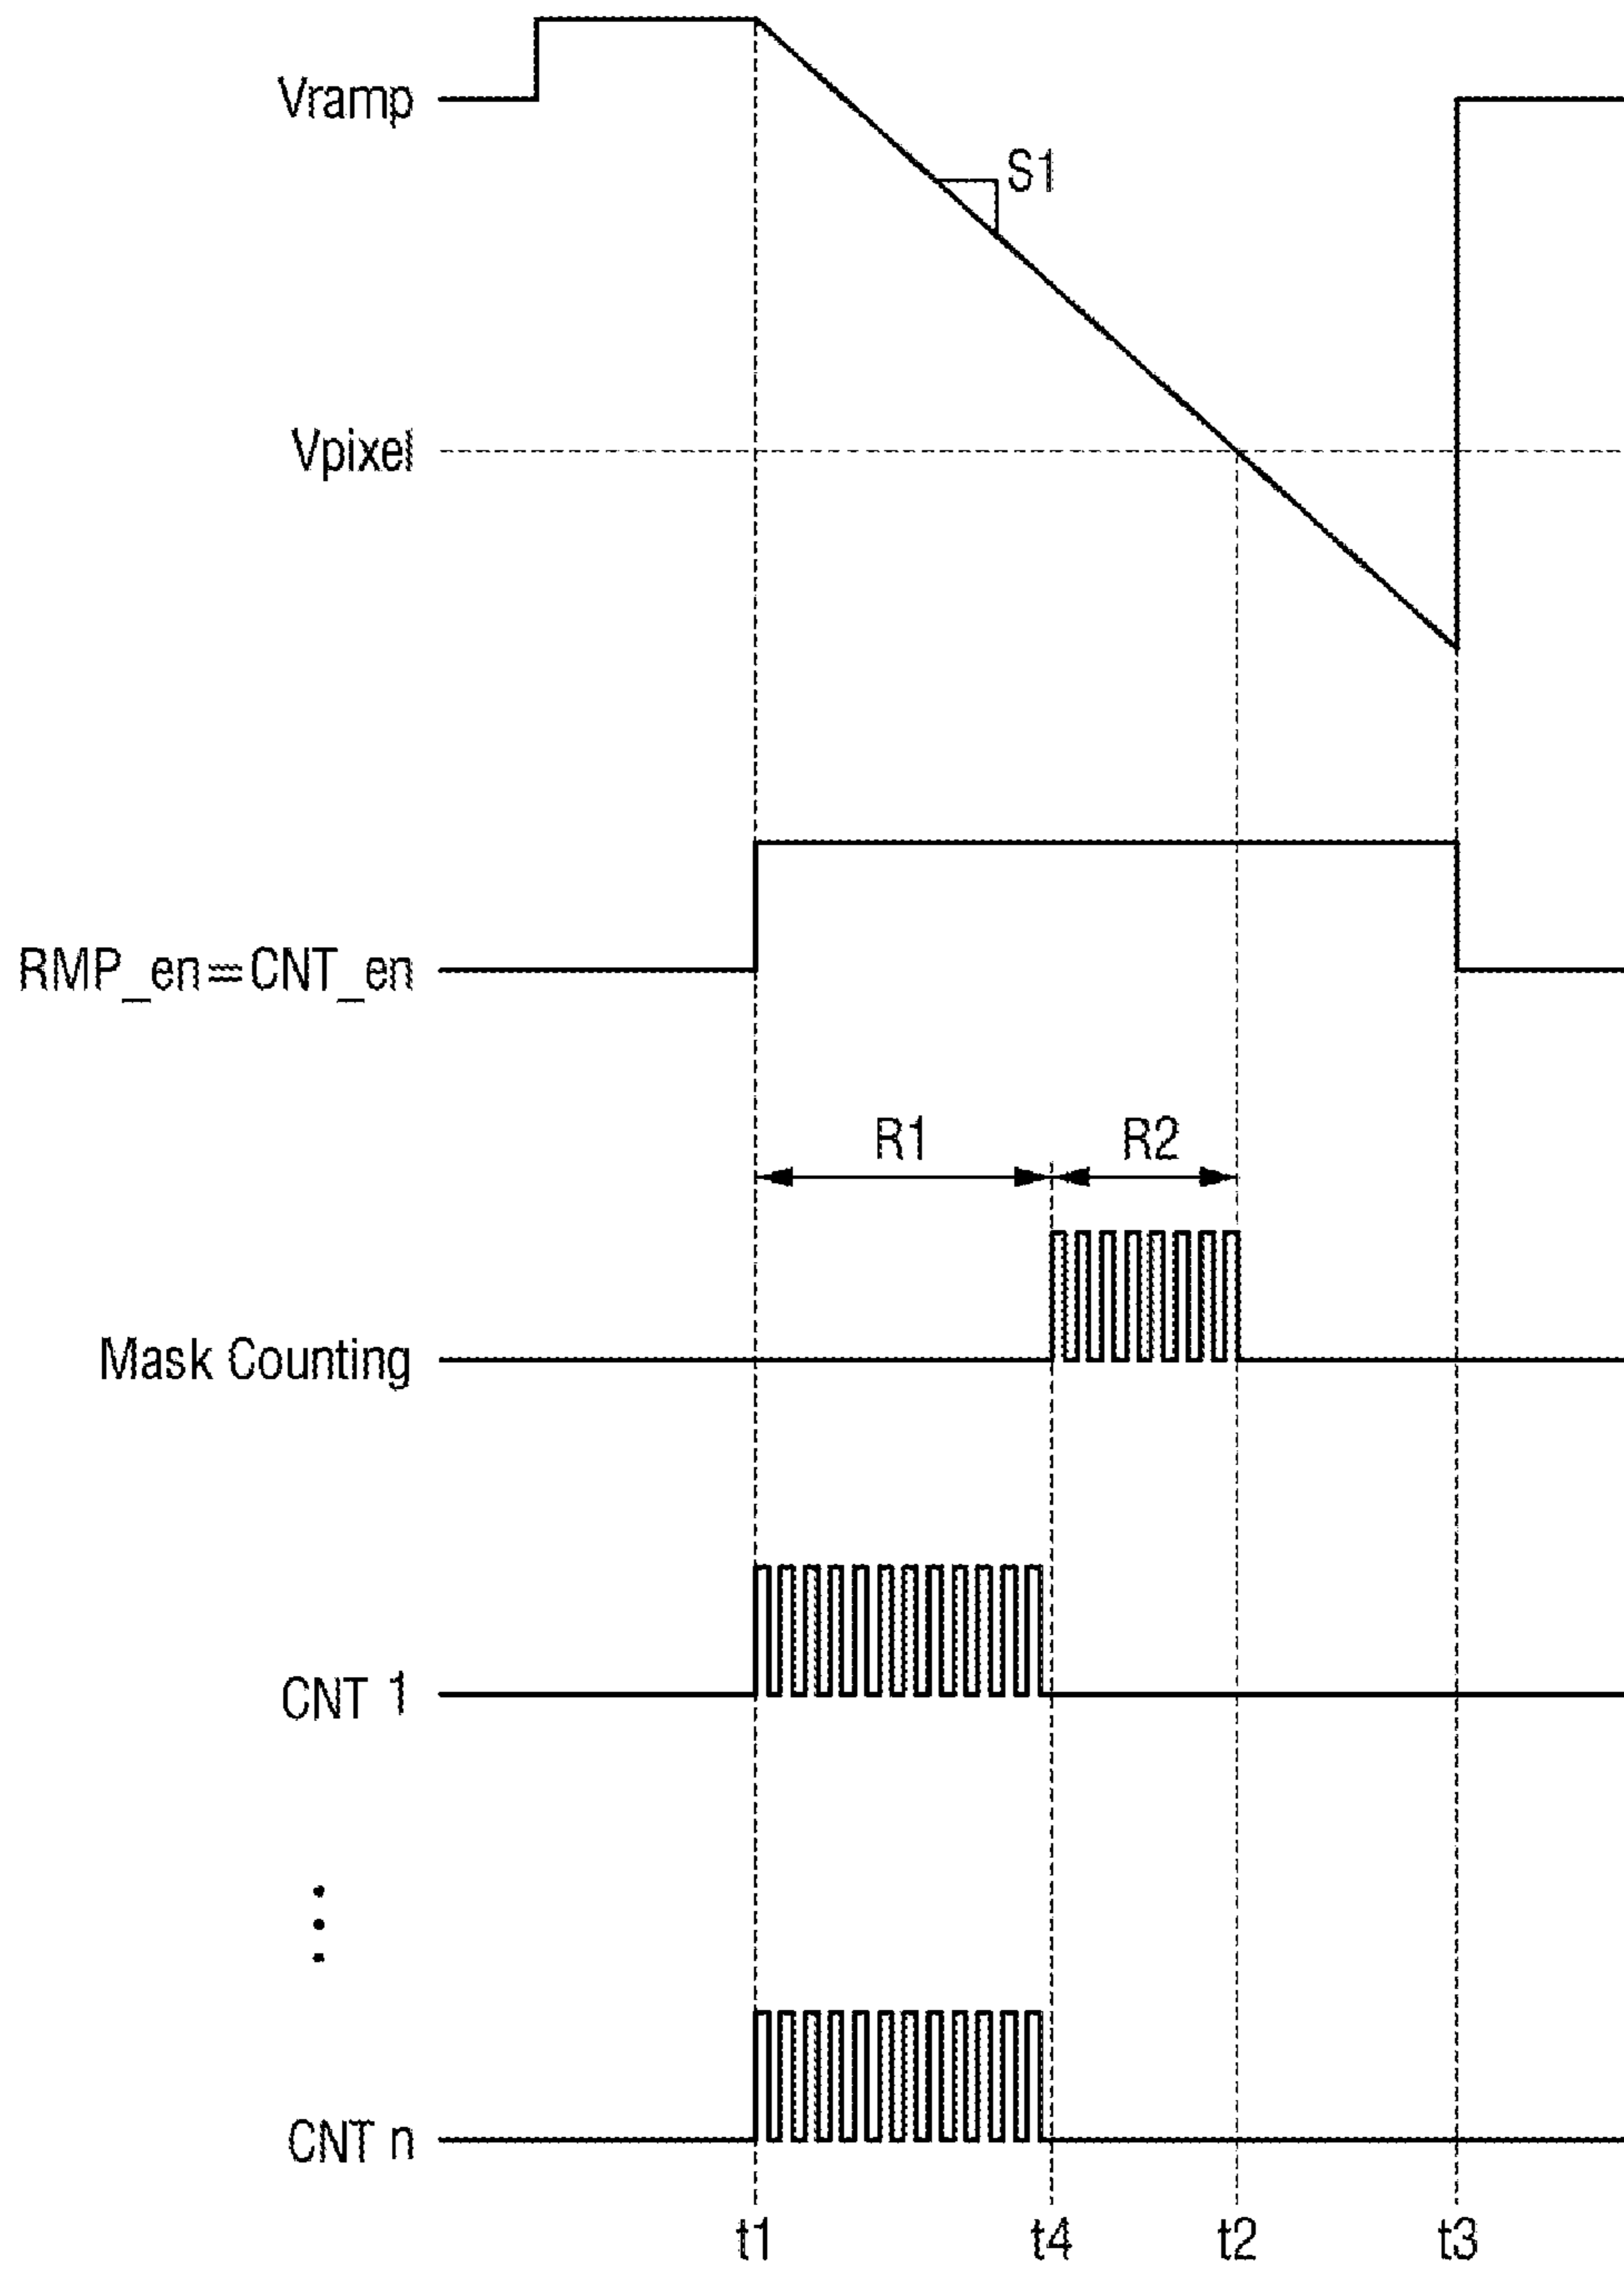 Vramp
S1
Vpixel
RMP_en=CNT_en
R1
R2
Mask Counting
CNT 1
CNT n
t1
t4
t2
t3